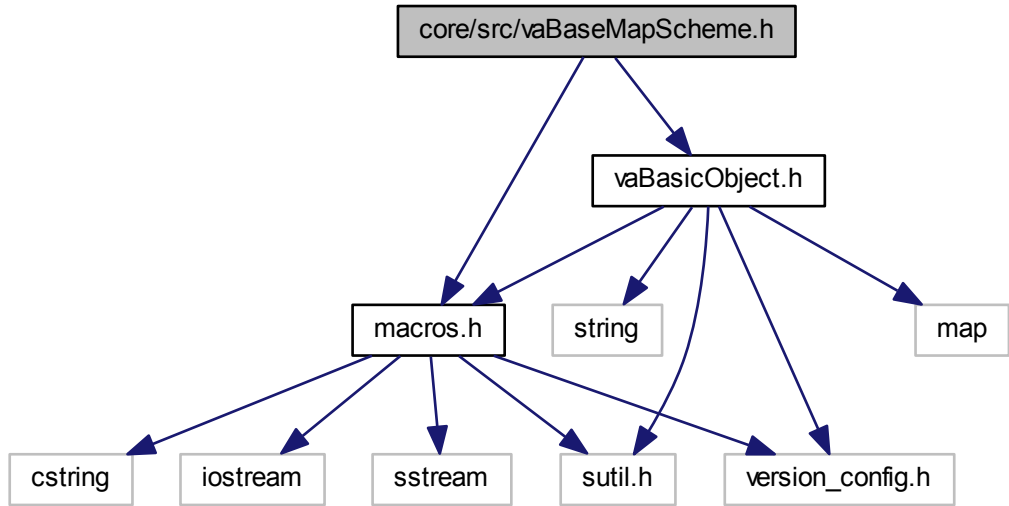 core/src/vaBaseMapScheme.h
vaBasicObject.h
macros.h
string
map
cstring
iostream
sstream
sutil.h
version_config.h